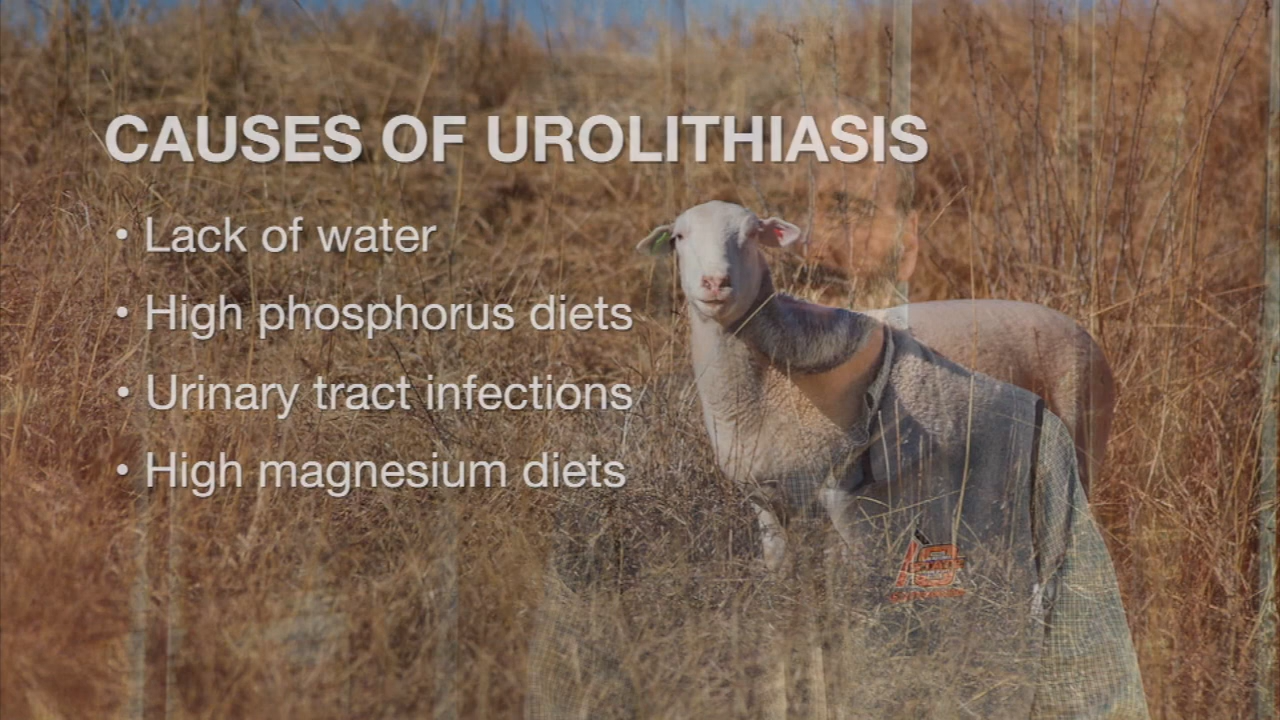 CAUSES OF UROLITHIASIS
• Lack of water
• High phosphorus diets
• Urinary tract infections
• High magnesium diets